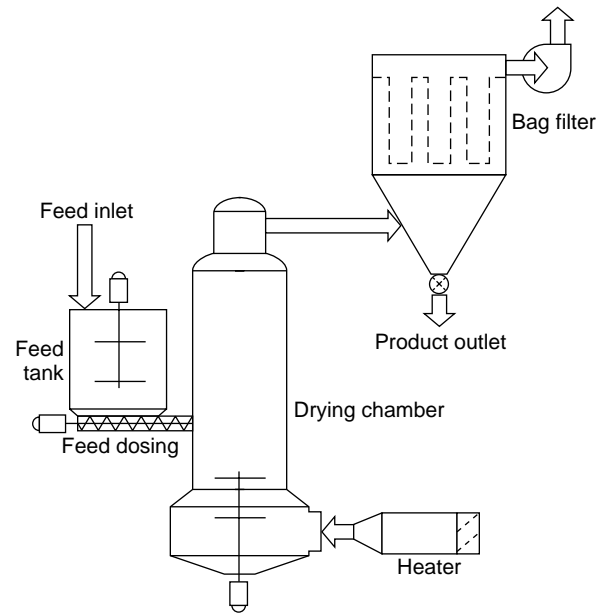 Bag filter
Feed inlet
Product outlet
Feed
tank
Drying chamber
Feed dosing
Heater